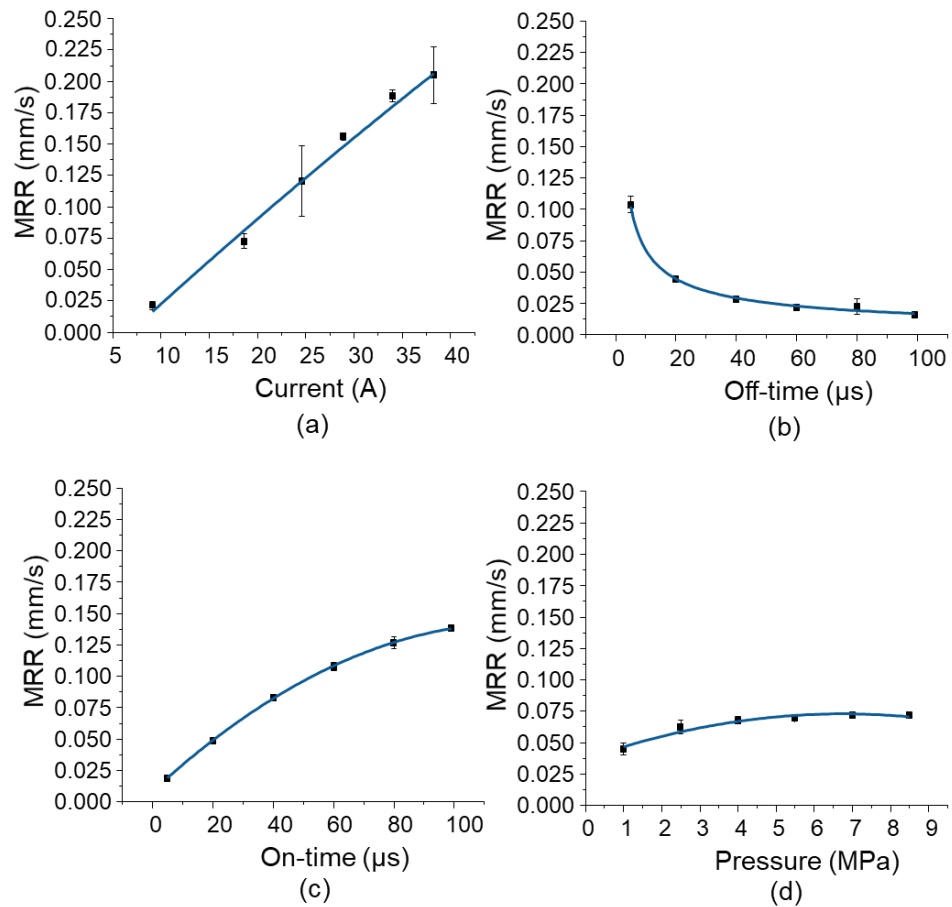 0.250
0.225
0.200
0.175
0.150
0.125
0.100
0.075
0.050
0.025
0.000
MRR (mm/s)
5 10 15 20 25 30 35 40
Current (A)
(a)
0.250
0.225
0.200
0.175
0.150
0.125
0.100
0.075
0.050
0.025
0.000
MRR (mm/s)
0 20 40 60 80 100
Off-time (µs)
(b)
0.250
0.225
0.200
0.175
0.150
0.125
0.100
0.075
0.050
0.025
0.000
MRR (mm/s)
0 20 40 60 80 100
On-time (µs)
(c)
0.250
0.225
0.200
0.175
0.150
0.125
0.100
0.075
0.050
0.025
0.000
MRR (mm/s)
0 1 2 3 4 5 6 7 8 9
Pressure (MPa)
(d)